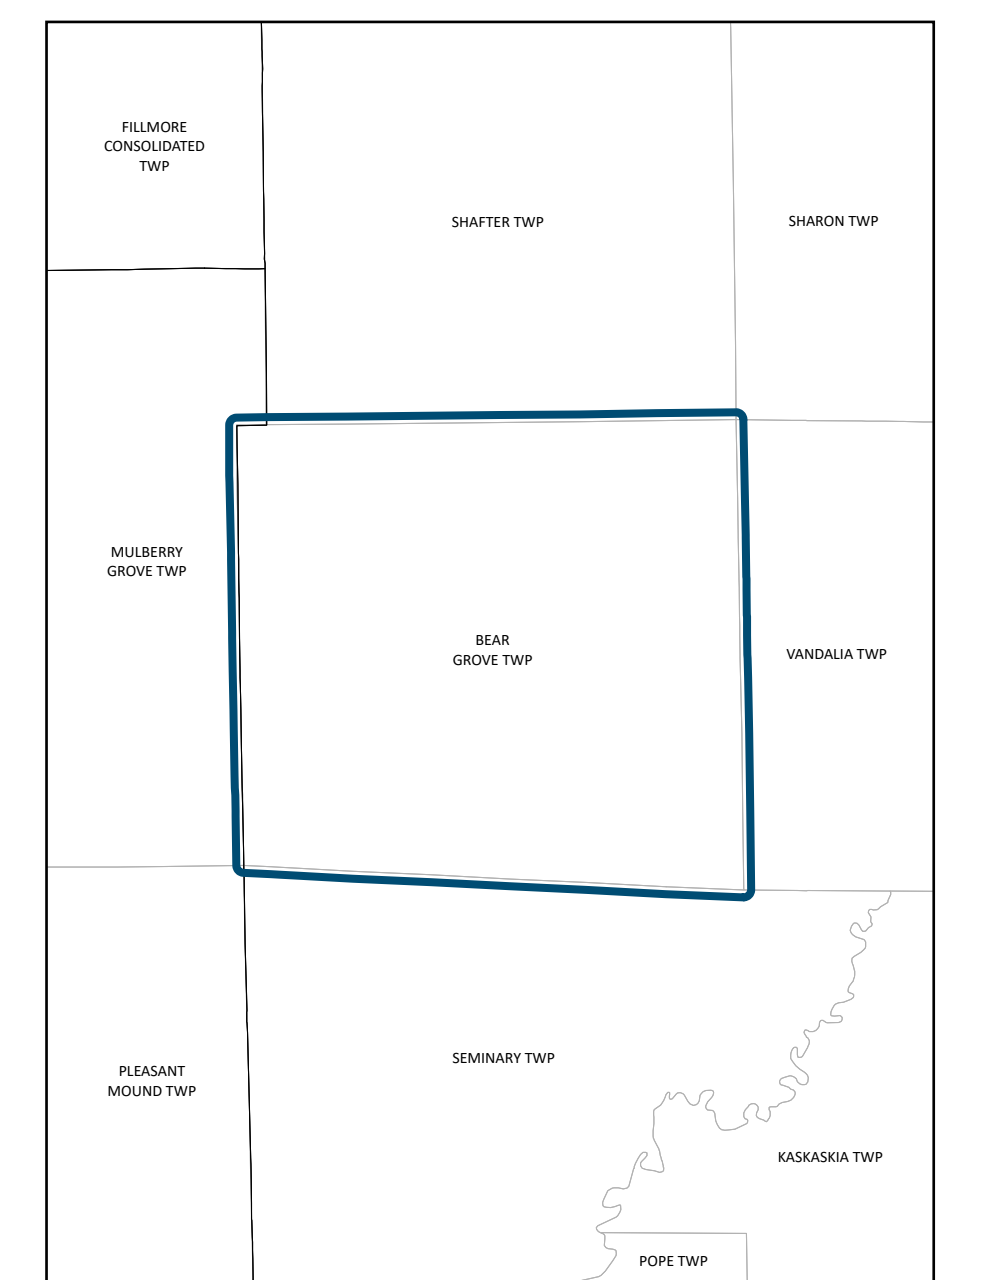 FILLMORE
CONSOLIDATED
TWP
SHAFTER TWP
SHARON TWP
MULBERRY
GROVE TWP
BEAR
GROVE TWP
VANDALIA TWP
PLEASANT
MOUND TWP
SEMINARY TWP
KASKASKIA TWP
POPE TWP